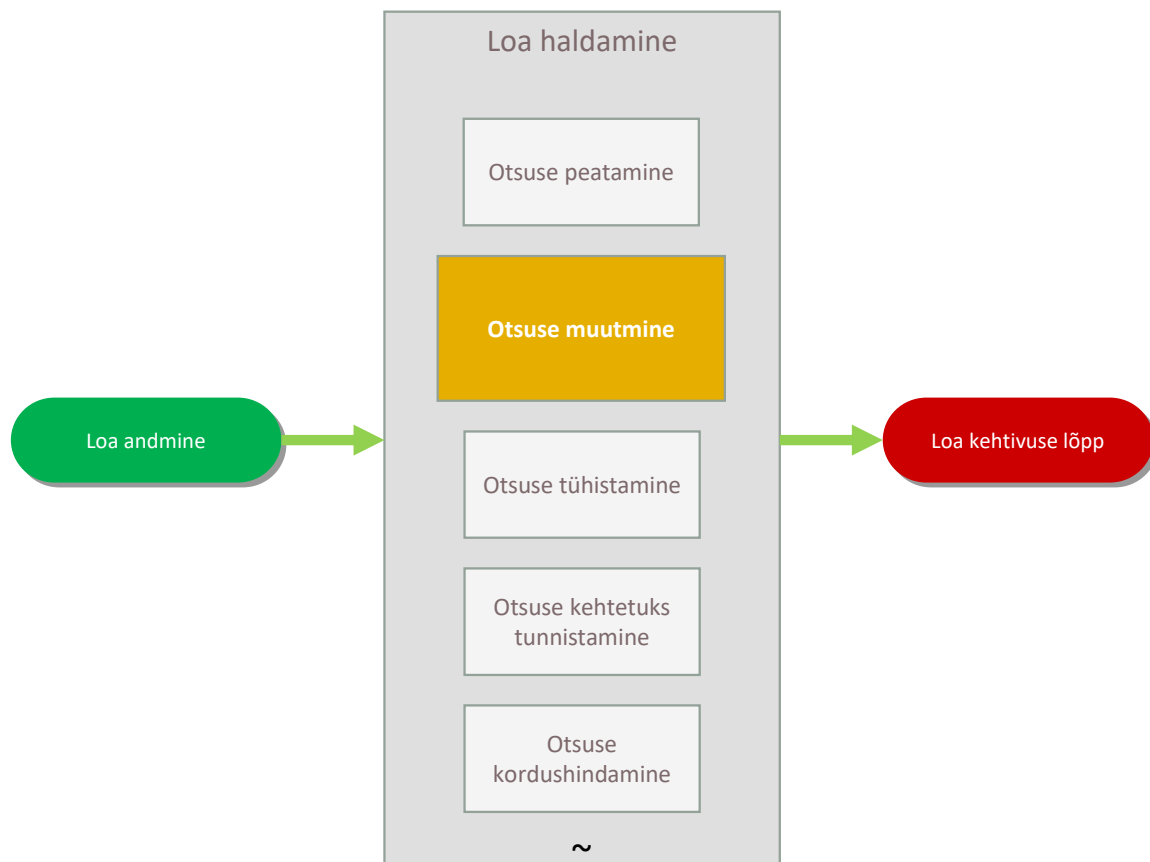 Loa haldamine
Otsuse peatamine
Otsuse muutmine
Loa andmine
Loa kehtivuse lõpp
Otsuse tühistamine
Otsuse kehtetuks
tunnistamine
Otsuse
kordushindamine
~